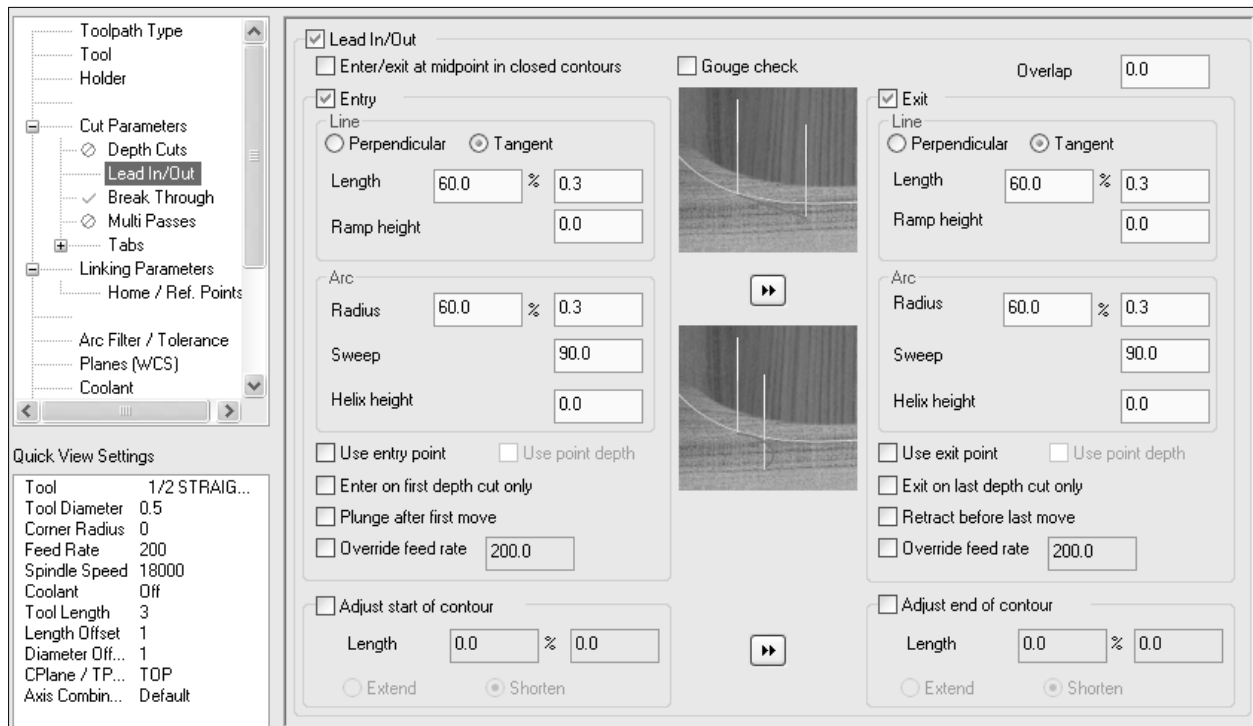 Toolpath Type
Tool
Holder
Cut Parameters
Depth Cuts
Lead In/Out
Break Through
Multi Passes
Tabs
Linking Parameters
Home / Ref. Points
Arc Filter / Tolerance
Planes (WCS)
Coolant
Quick View Settings
Tool 1/2 STRAIG...
Tool Diameter 0.5
Corner Radius 0
Feed Rate 200
Spindle Speed 18000
Coolant Off
Tool Length 3
Length Offset 1
Diameter Off... 1
CPlane / TP... TOP
Axis Combin... Default
Lead In/Out
Enter/exit at midpoint in closed contours
Gouge check
Overlap 0.0
Entry
Line
Perpendicular Tangent
Length 60.0 % 0.3
Ramp height 0.0
Arc
Radius 60.0 % 0.3
Sweep 90.0
Helix height 0.0
Use entry point Use point depth
Enter on first depth cut only
Plunge after first move
Override feed rate 200.0
Adjust start of contour
Length 0.0 % 0.0
Extend Shorten
Exit
Line
Perpendicular Tangent
Length 60.0 % 0.3
Ramp height 0.0
Arc
Radius 60.0 % 0.3
Sweep 90.0
Helix height 0.0
Use exit point Use point depth
Exit on last depth cut only
Retract before last move
Override feed rate 200.0
Adjust end of contour
Length 0.0 % 0.0
Extend Shorten